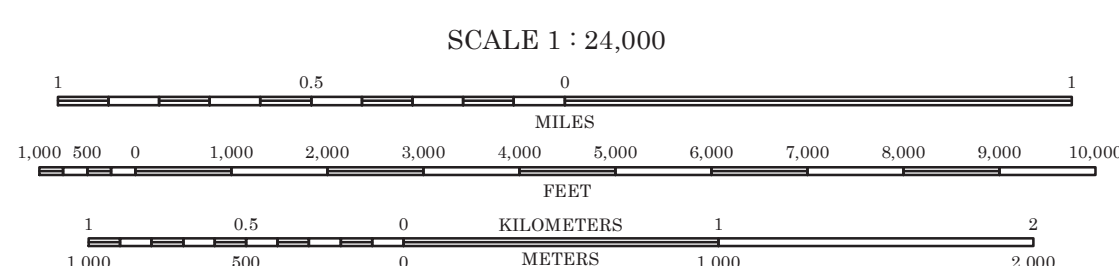 SCALE 1 : 24,000
1 0.5 0 1
MILES
1,000 500 0 1,000 2,000 3,000 4,000 5,000 6,000 7,000 8,000 9,000 10,000
FEET
1 0.5 0 KILOMETERS 1 2
1,000 500 0 METERS 1,000 2,000